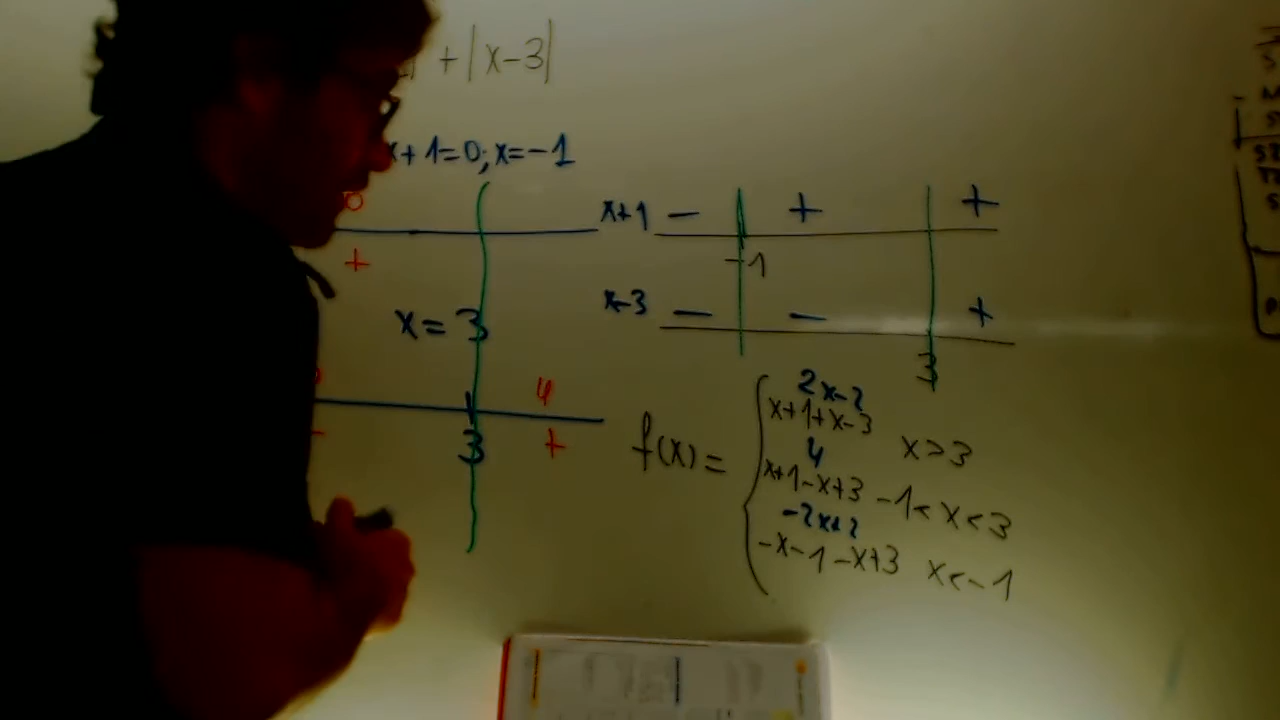 + |x-3|
x+1=0; x=-1
0
x+1 - + +
+
-1
x-3 - - +
x=3
3
4
3 +
2x-2
x+1+x-3 x>3
f(x)= 4
x+1-x+3 -1<x<3
-2x+2
-x-1-x+3 x<-1